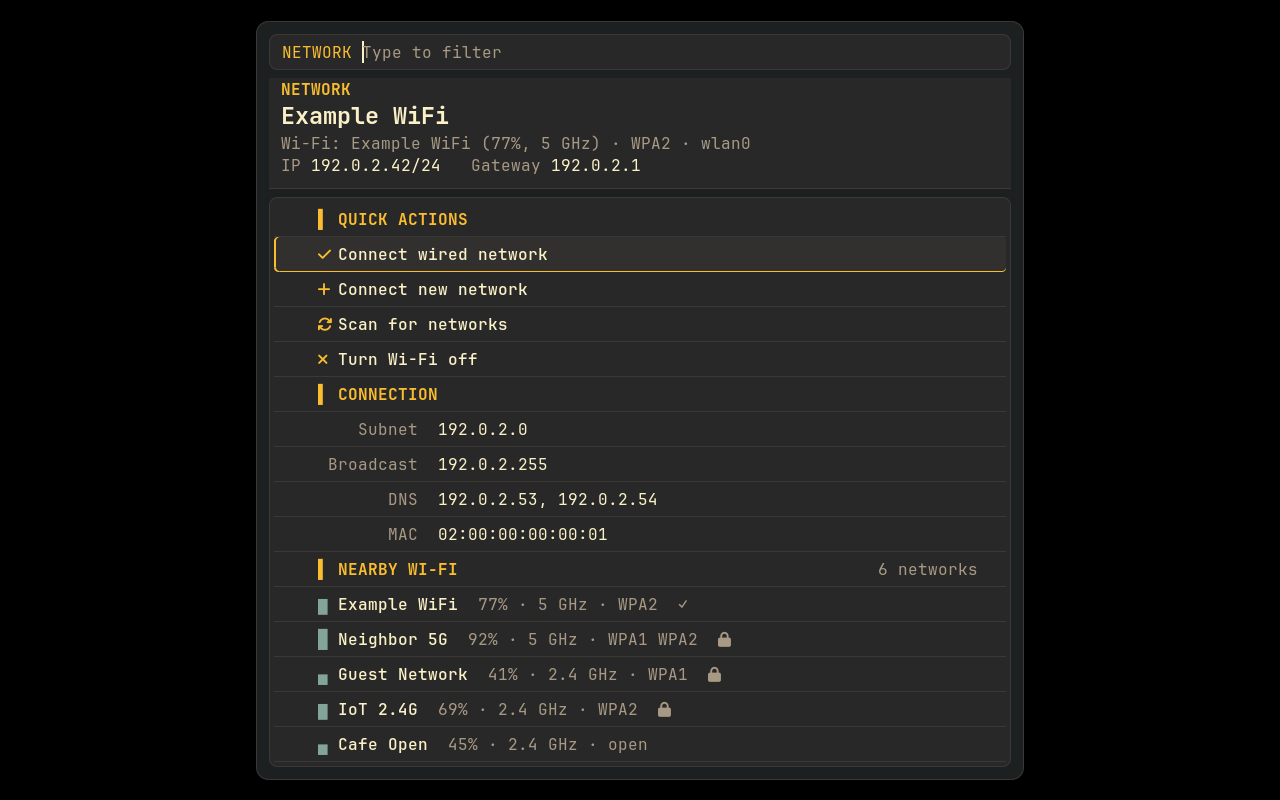 NETWORK Type to filter
NETWORK
Example WiFi
Wi-Fi: Example WiFi (77%, 5 GHz) · WPA2 · wlan0
IP 192.0.2.42/24 Gateway 192.0.2.1
QUICK ACTIONS
Connect wired network
Connect new network
Scan for networks
Turn Wi-Fi off
CONNECTION
Subnet 192.0.2.0
Broadcast 192.0.2.255
DNS 192.0.2.53, 192.0.2.54
MAC 02:00:00:00:00:01
NEARBY WI-FI 6 networks
Example WiFi 77% · 5 GHz · WPA2 ✓
Neighbor 5G 92% · 5 GHz · WPA1 WPA2
Guest Network 41% · 2.4 GHz · WPA1
IoT 2.4G 69% · 2.4 GHz · WPA2
Cafe Open 45% · 2.4 GHz · open